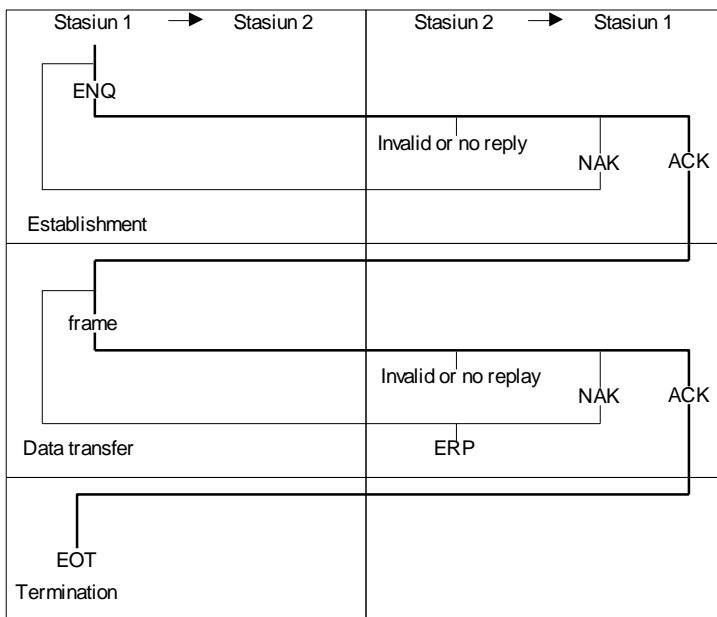 Stasiun 1 → Stasiun 2
Stasiun 2 → Stasiun 1
ENQ
Invalid or no reply
NAK
ACK
Establishment
frame
Invalid or no replay
NAK
ACK
Data transfer
ERP
EOT
Termination